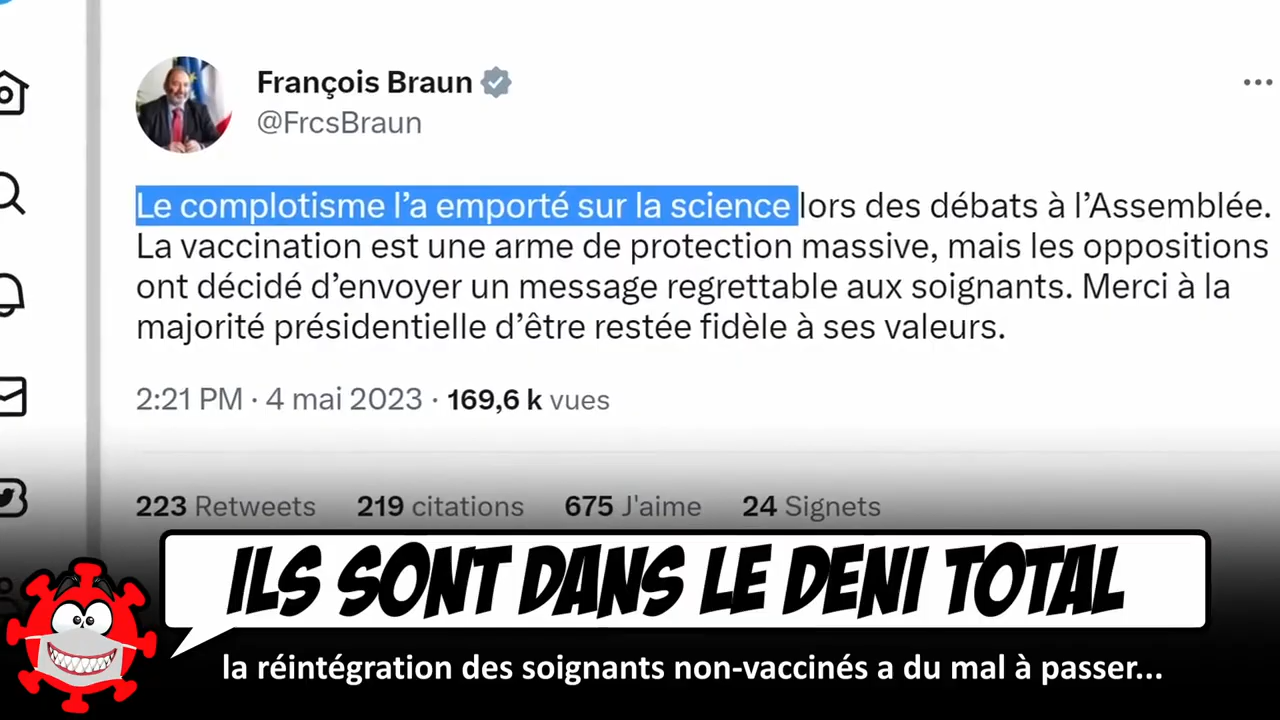 François Braun
@FrcsBraun
Le complotisme l’a emporté sur la science lors des débats à l’Assemblée.
La vaccination est une arme de protection massive, mais les oppositions
ont décidé d’envoyer un message regrettable aux soignants. Merci à la
majorité présidentielle d’être restée fidèle à ses valeurs.
2:21 PM · 4 mai 2023 · 169,6 k vues
223 Retweets 219 citations 675 J'aime 24 Signets
ILS SONT DANS LE DENI TOTAL
la réintégration des soignants non-vaccinés a du mal à passer...